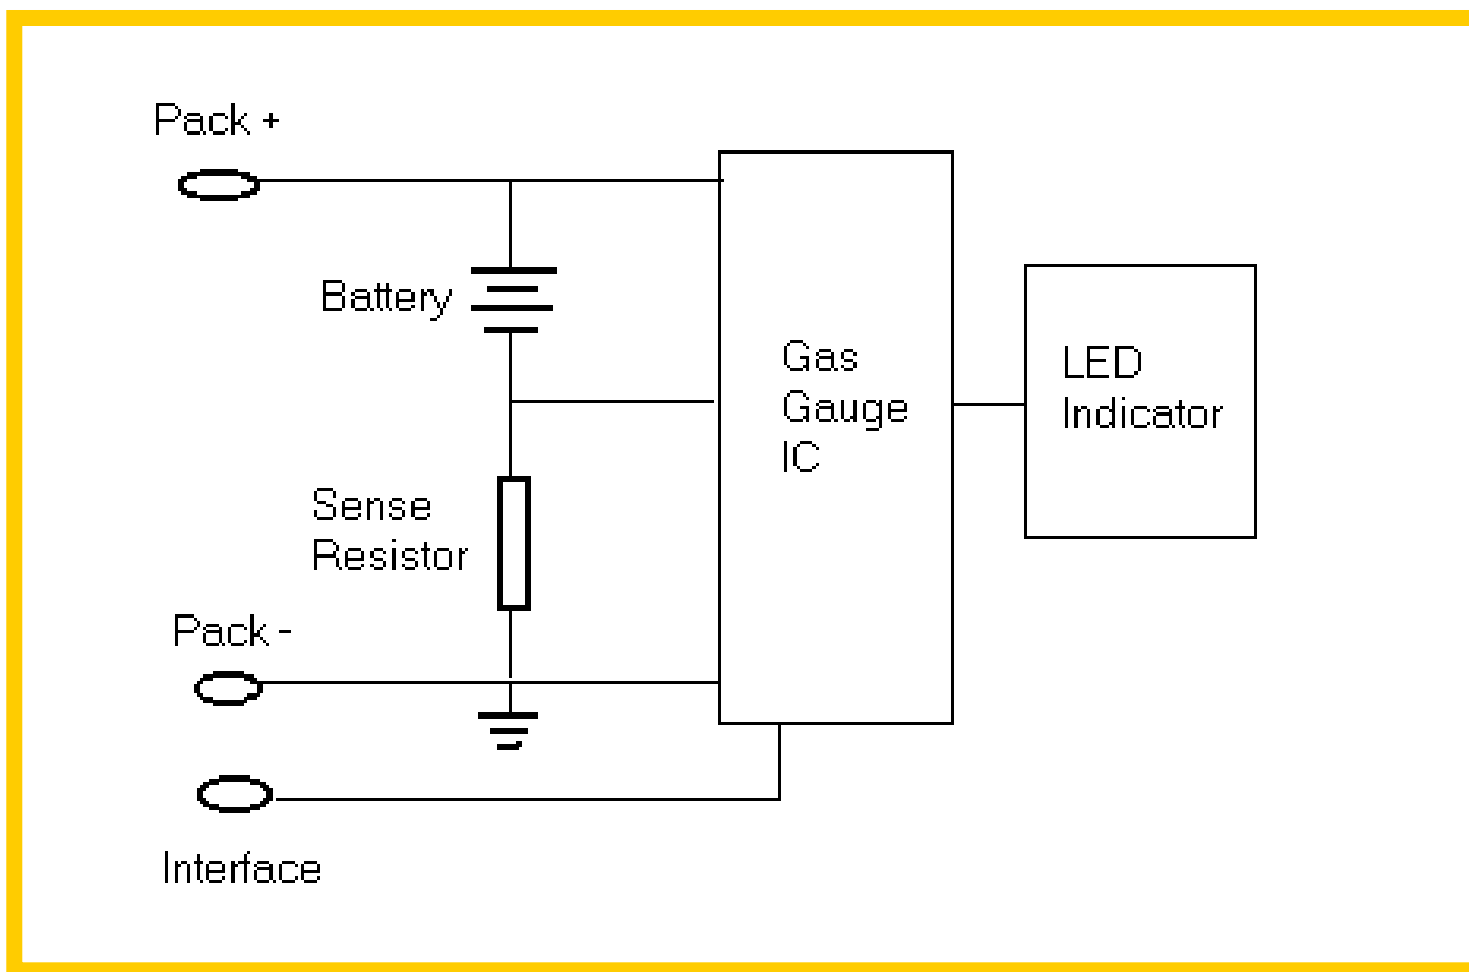 Pack +
Battery
Gas
Gauge
IC
LED
Indicator
Sense
Resistor
Pack -
Interface